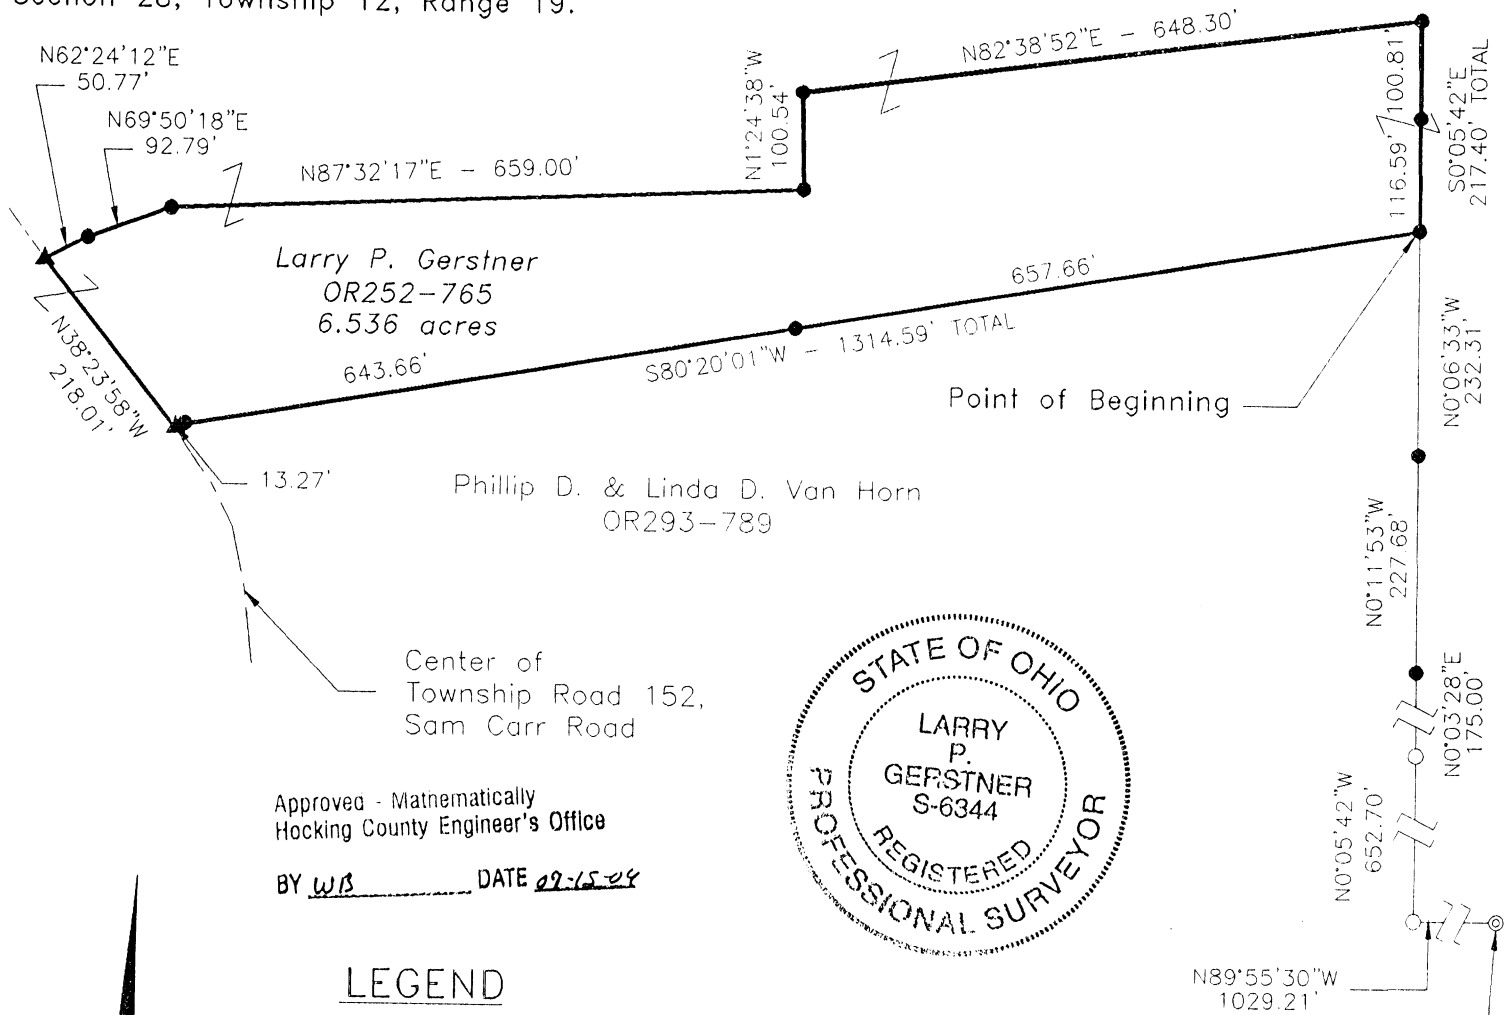 Section 28, Township 12, Range 19.
N62°24'12"E
50.77'
N69°50'18"E
92.79'
N87°32'17"E - 659.00'
N1°24'38"W
100.54'
N82°38'52"E - 648.30'
100.81'
116.59'
S0°05'42"E
217.40' TOTAL
Larry P. Gerstner
OR252-765
6.536 acres
657.66'
643.66'
S80°20'01"W - 1314.59' TOTAL
N38°23'58"W
218.01'
Point of Beginning
N0°06'33"W
232.31'
13.27'
Phillip D. & Linda D. Van Horn
OR293-789
N0°11'53"W
227.68'
Center of
Township Road 152,
Sam Carr Road
STATE OF OHIO
LARRY
P.
GERSTNER
S-6344
REGISTERED
PROFESSIONAL SURVEYOR
N0°03'28"E
175.00'
Approved - Mathematically
Hocking County Engineer's Office
BY WB DATE 09-15-04
N0°05'42"W
652.70'
N89°55'30"W
1029.21'
LEGEND